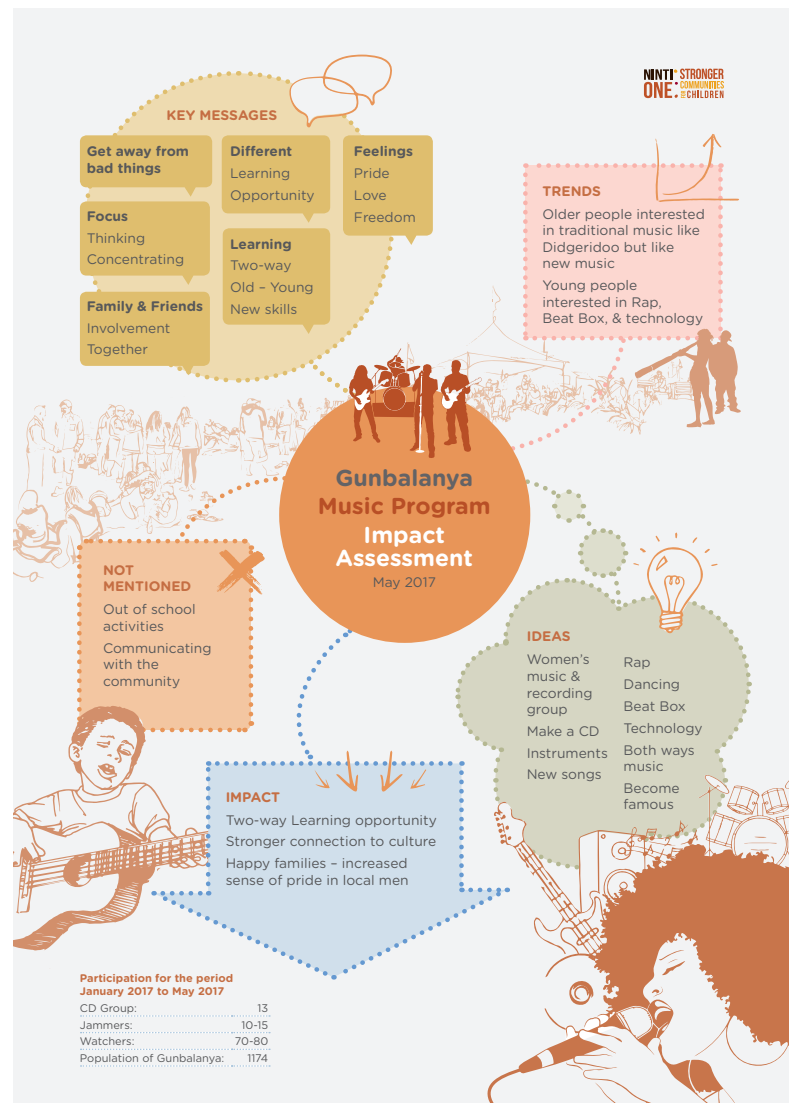 NINTI STRONGER
ONE: COMMUNITIES
FOR CHILDREN
KEY MESSAGES
Get away from
bad things
Focus
Thinking
Concentrating
Family & Friends
Involvement
Together
Different
Learning
Opportunity
Learning
Two-way
Old – Young
New skills
Feelings
Pride
Love
Freedom
TRENDS
Older people interested
in traditional music like
Didgeridoo but like
new music
Young people
interested in Rap,
Beat Box, & technology
Gunbalanya
Music Program
Impact
Assessment
May 2017
NOT
MENTIONED
Out of school
activities
Communicating
with the
community
IDEAS
Women's
music &
recording
group
Make a CD
Instruments
New songs
Rap
Dancing
Beat Box
Technology
Both ways
music
Become
famous
IMPACT
Two-way Learning opportunity
Stronger connection to culture
Happy families – increased
sense of pride in local men
Participation for the period
January 2017 to May 2017
CD Group: 13
Jammers: 10-15
Watchers: 70-80
Population of Gunbalanya: 1174